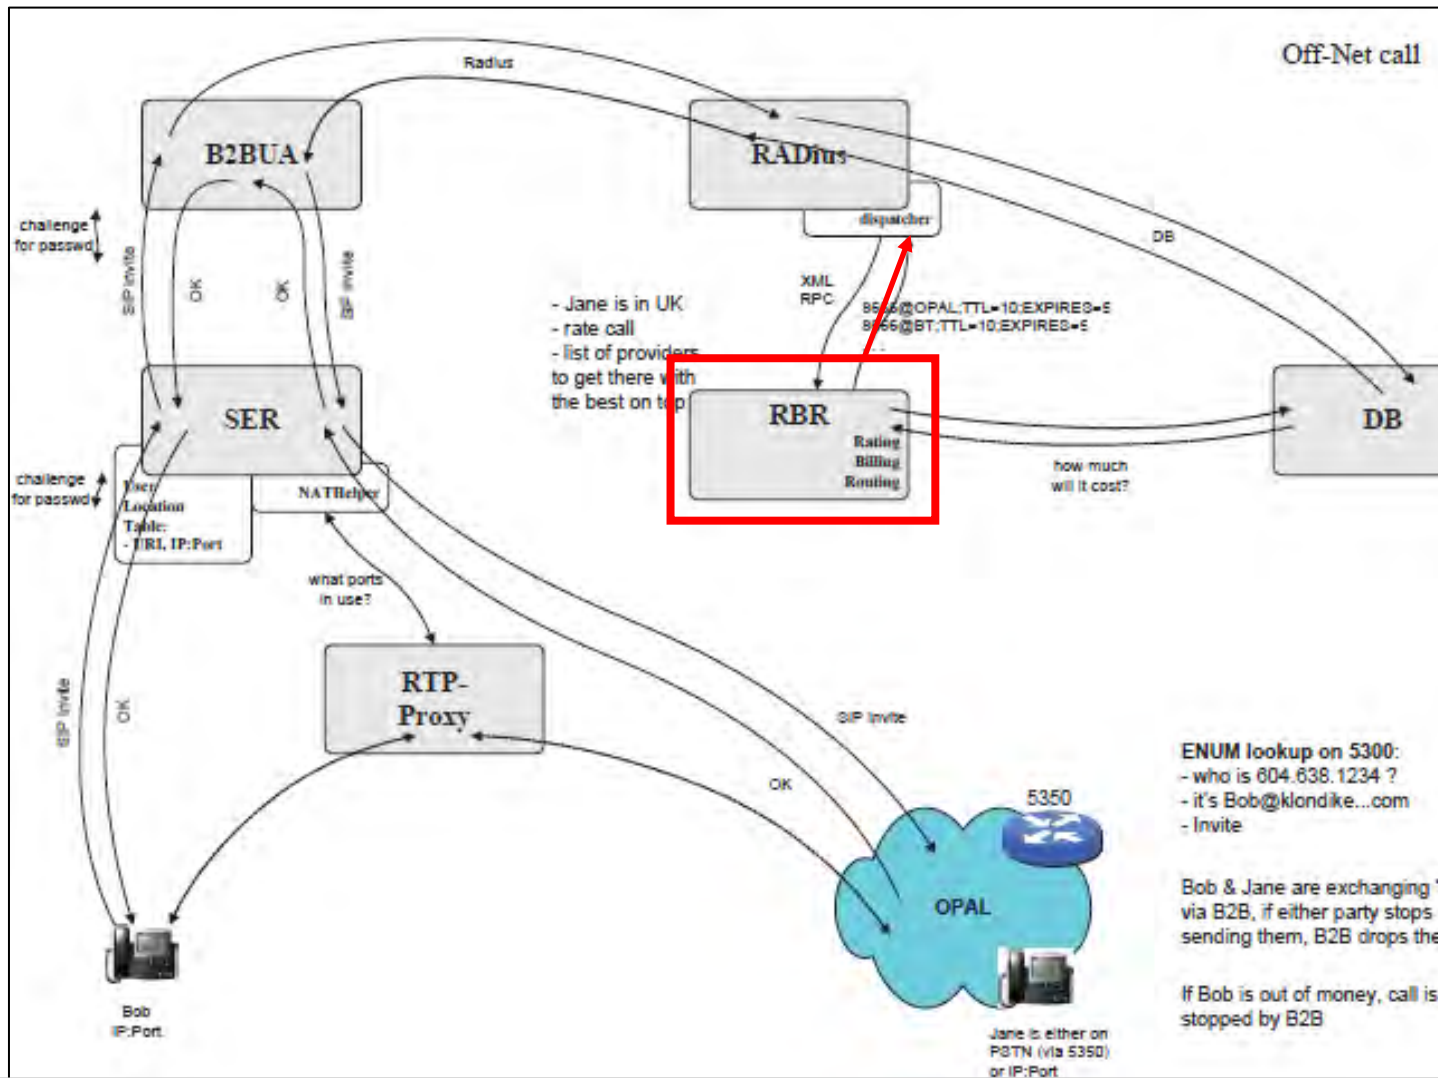 Off-Net call
Radius
B2BUA
RADius
dispatcher
challenge
for passwd
SIP Invite
OK
OK
SIP Invite
DB
XML
RPC
- Jane is in UK
- rate call
- list of providers
to get there with
the best on top
8666@OPAL;TTL=10;EXPIRES=5
8666@BT;TTL=10;EXPIRES=5
...
SER
RBR
Rating
Billing
Routing
DB
how much
will it cost?
challenge
for passwd
User
Location
Table:
- URI, IP:Port
NATHelper
what ports
in use?
RTP-
Proxy
SIP Invite
OK
SIP Invite
OK
5350
OPAL
ENUM lookup on 5300:
- who is 604.638.1234 ?
- it's Bob@klondike...com
- Invite
Bob & Jane are exchanging
via B2B, if either party stops
sending them, B2B drops the
If Bob is out of money, call is
stopped by B2B
Bob
IP:Port
Jane is either on
PSTN (via 5350)
or IP:Port